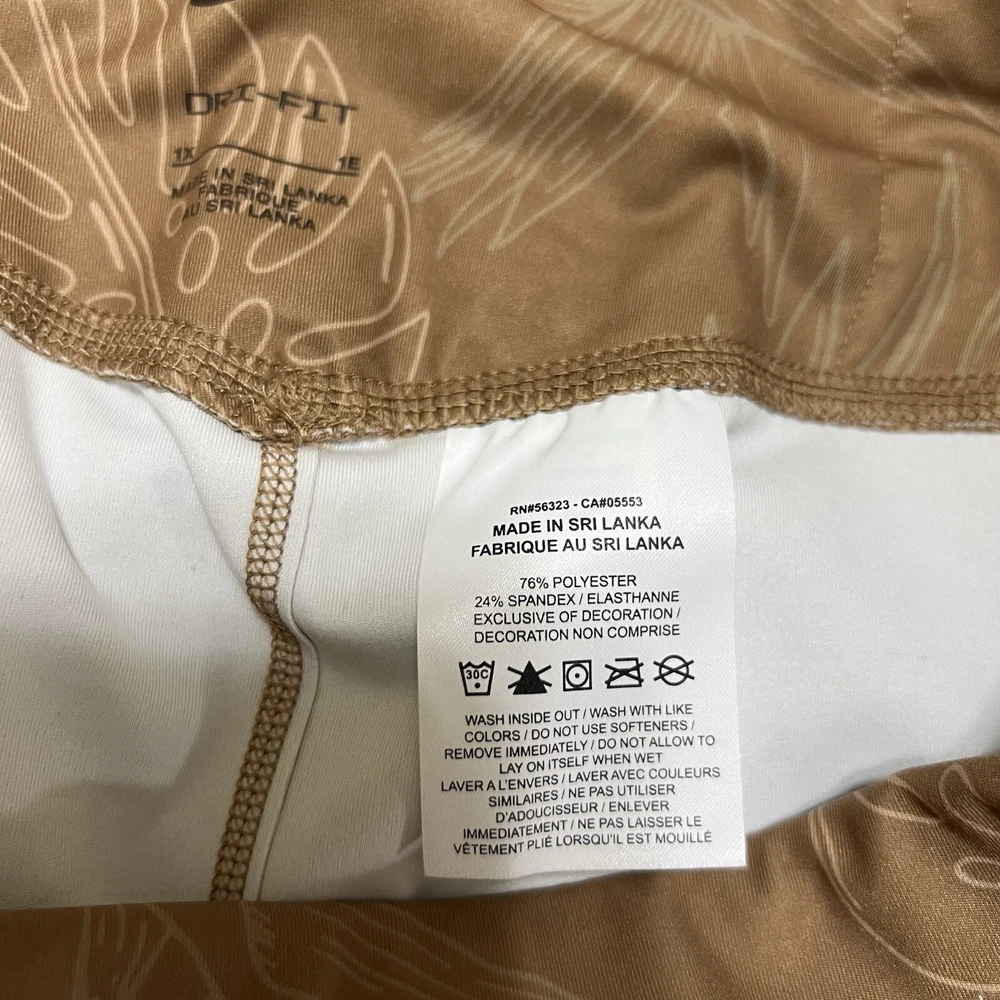 DRI-FIT
1X 1E
MADE IN SRI LANKA
FABRIQUE
AU SRI LANKA
RN#56323 - CA#05553
MADE IN SRI LANKA
FABRIQUE AU SRI LANKA
76% POLYESTER
24% SPANDEX / ELASTHANNE
EXCLUSIVE OF DECORATION /
DECORATION NON COMPRISE
30C
WASH INSIDE OUT / WASH WITH LIKE
COLORS / DO NOT USE SOFTENERS /
REMOVE IMMEDIATELY / DO NOT ALLOW TO
LAY ON ITSELF WHEN WET
LAVER A L'ENVERS / LAVER AVEC COULEURS
SIMILAIRES / NE PAS UTILISER
D'ADOUCISSEUR / ENLEVER
IMMEDIATEMENT / NE PAS LAISSER LE
VÊTEMENT PLIÉ LORSQU'IL EST MOUILLÉ